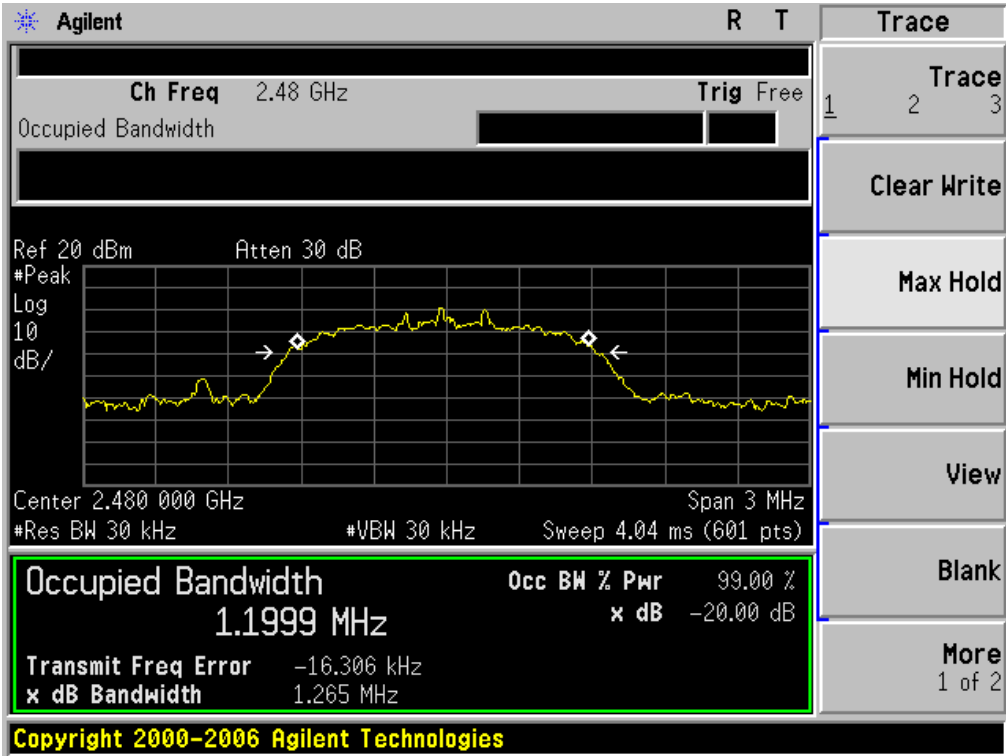 Agilent R T Trace
Ch Freq 2.48 GHz Trig Free
Occupied Bandwidth
Trace
1 2 3
Clear Write
Max Hold
Min Hold
View
Blank
More
1 of 2
Ref 20 dBm Atten 30 dB
#Peak
Log
10
dB/
Center 2.480 000 GHz Span 3 MHz
#Res BW 30 kHz #VBW 30 kHz Sweep 4.04 ms (601 pts)
Occupied Bandwidth Occ BW % Pwr 99.00 %
1.1999 MHz x dB -20.00 dB
Transmit Freq Error -16.306 kHz
x dB Bandwidth 1.265 MHz
Copyright 2000-2006 Agilent Technologies